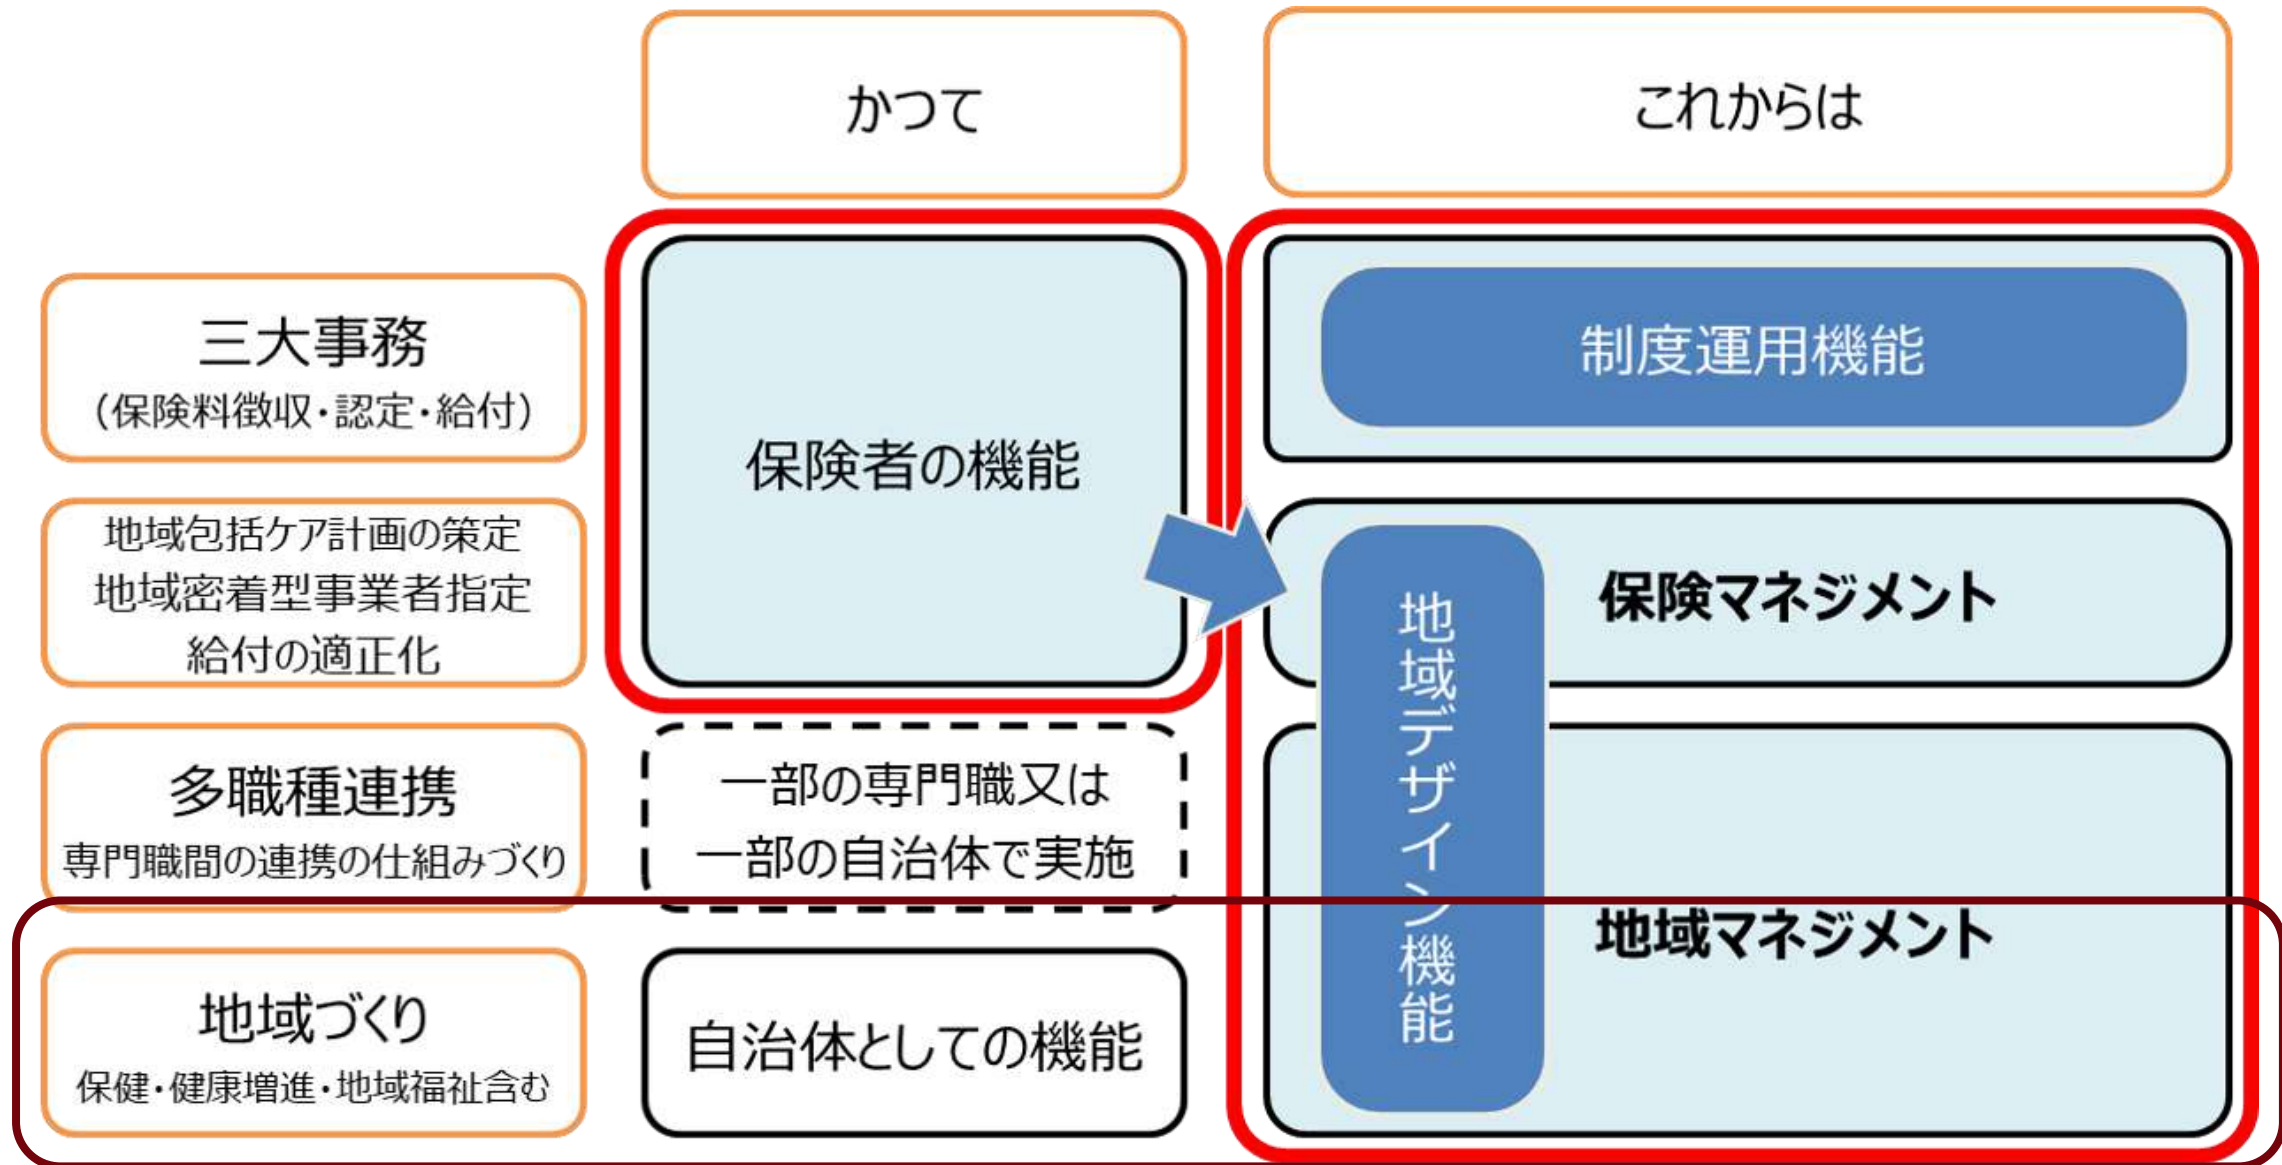 かつて
これからは
三大事務
（保険料徴収・認定・給付）
保険者の機能
制度運用機能
地域包括ケア計画の策定
地域密着型事業者指定
給付の適正化
保険マネジメント
地域デザイン機能
多職種連携
専門職間の連携の仕組みづくり
一部の専門職又は
一部の自治体で実施
地域マネジメント
地域づくり
保健・健康増進・地域福祉含む
自治体としての機能